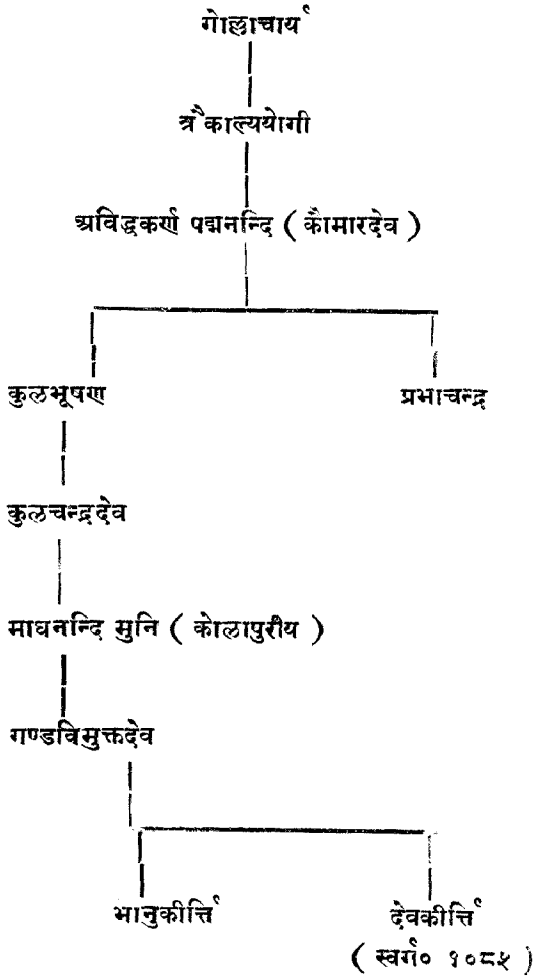 गोल्लाचार्य
त्रैकाल्ययोगी
अविद्धकर्ण पद्मनन्दि ( कौमारदेव )
कुलभूषण प्रभाचन्द्र
कुलचन्द्रदेव
माघनन्दि मुनि ( कोलापुरीय )
गण्डविमुक्तदेव
भानुकीर्त्ति देवकीर्त्ति
( स्वर्ग० १०८५ )